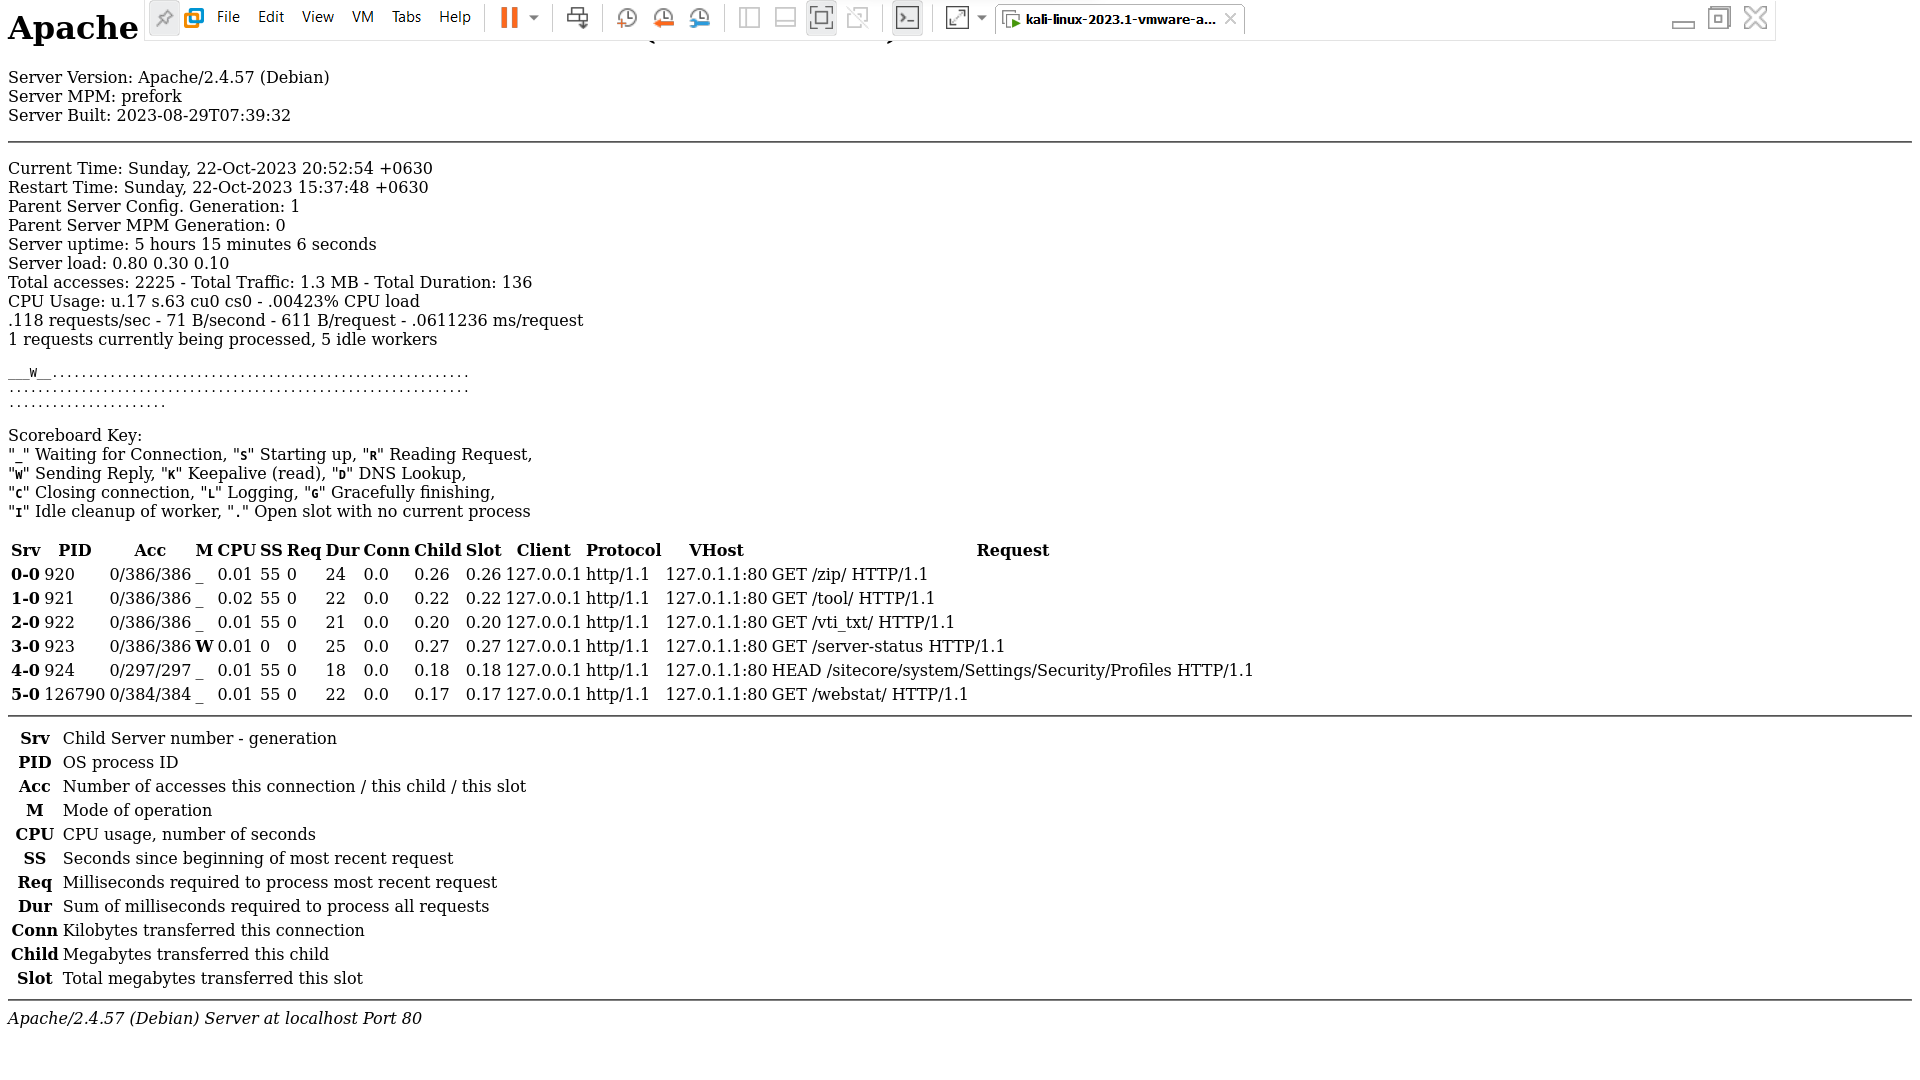 Apache
File Edit View VM Tabs Help
kali-linux-2023.1-vmware-a...
Server Version: Apache/2.4.57 (Debian)
Server MPM: prefork
Server Built: 2023-08-29T07:39:32
Current Time: Sunday, 22-Oct-2023 20:52:54 +0630
Restart Time: Sunday, 22-Oct-2023 15:37:48 +0630
Parent Server Config. Generation: 1
Parent Server MPM Generation: 0
Server uptime: 5 hours 15 minutes 6 seconds
Server load: 0.80 0.30 0.10
Total accesses: 2225 - Total Traffic: 1.3 MB - Total Duration: 136
CPU Usage: u.17 s.63 cu0 cs0 - .00423% CPU load
.118 requests/sec - 71 B/second - 611 B/request - .0611236 ms/request
1 requests currently being processed, 5 idle workers
___W__..........................................................
................................................................
......................
Scoreboard Key:
"_" Waiting for Connection, "S" Starting up, "R" Reading Request,
"W" Sending Reply, "K" Keepalive (read), "D" DNS Lookup,
"C" Closing connection, "L" Logging, "G" Gracefully finishing,
"I" Idle cleanup of worker, "." Open slot with no current process
Srv PID Acc M CPU SS Req Dur Conn Child Slot Client Protocol VHost Request
0-0 920 0/386/386 _ 0.01 55 0 24 0.0 0.26 0.26 127.0.0.1 http/1.1 127.0.1.1:80 GET /zip/ HTTP/1.1
1-0 921 0/386/386 _ 0.02 55 0 22 0.0 0.22 0.22 127.0.0.1 http/1.1 127.0.1.1:80 GET /tool/ HTTP/1.1
2-0 922 0/386/386 _ 0.01 55 0 21 0.0 0.20 0.20 127.0.0.1 http/1.1 127.0.1.1:80 GET /vti_txt/ HTTP/1.1
3-0 923 0/386/386 W 0.01 0 0 25 0.0 0.27 0.27 127.0.0.1 http/1.1 127.0.1.1:80 GET /server-status HTTP/1.1
4-0 924 0/297/297 _ 0.01 55 0 18 0.0 0.18 0.18 127.0.0.1 http/1.1 127.0.1.1:80 HEAD /sitecore/system/Settings/Security/Profiles HTTP/1.1
5-0 126790 0/384/384 _ 0.01 55 0 22 0.0 0.17 0.17 127.0.0.1 http/1.1 127.0.1.1:80 GET /webstat/ HTTP/1.1
Srv Child Server number - generation
PID OS process ID
Acc Number of accesses this connection / this child / this slot
M Mode of operation
CPU CPU usage, number of seconds
SS Seconds since beginning of most recent request
Req Milliseconds required to process most recent request
Dur Sum of milliseconds required to process all requests
Conn Kilobytes transferred this connection
Child Megabytes transferred this child
Slot Total megabytes transferred this slot
Apache/2.4.57 (Debian) Server at localhost Port 80